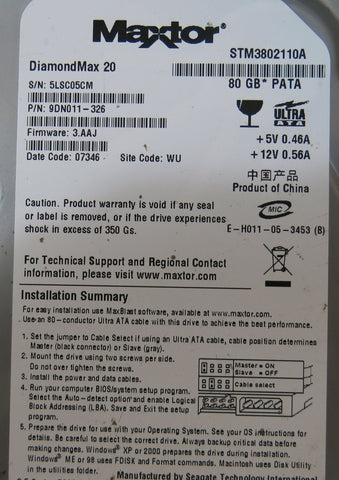 Maxtor
DiamondMax 20
STM3802110A
S/N: 5LSC05CM
80 GB* PATA
P/N: 9DN011-326
ULTRA
ATA
Firmware: 3.AAJ
+5V 0.46A
+12V 0.56A
Date Code: 07346 Site Code: WU
中国产品
Product of China
Caution. Product warranty is void if any seal
or label is removed, or if the drive experiences
shock in excess of 350 Gs.
MIC
E-H011-05-3453 (B)
For Technical Support and Regional Contact
information, please visit www.maxtor.com.
Installation Summary
For easy installation use MaxBlast software, available at www.maxtor.com.
Use an 80-conductor Ultra ATA cable with this drive to achieve the best performance.
1. Set the jumper to Cable Select if using an Ultra ATA cable, cable position determines
Master (black connector) or Slave (gray).
2. Mount the drive using two screws per side.
Do not over tighten the screws.
3. Install the power and data cables.
4. Run your computer BIOS/system setup program.
Select the Auto-detect option and enable Logical
Block Addressing (LBA). Save and Exit the setup
program.
Master = ON
Slave = OFF
Cable select
5. Prepare the drive for use with your Operating System. See your OS instructions for
details. Be careful to select the correct drive. Always backup critical data before
making changes. Windows® XP or 2000 prepares the drive during installation.
Windows® ME or 98 uses FDISK and Format commands. Macintosh uses Disk Utility
in the utilities folder.
Manufactured by Seagate Technology International